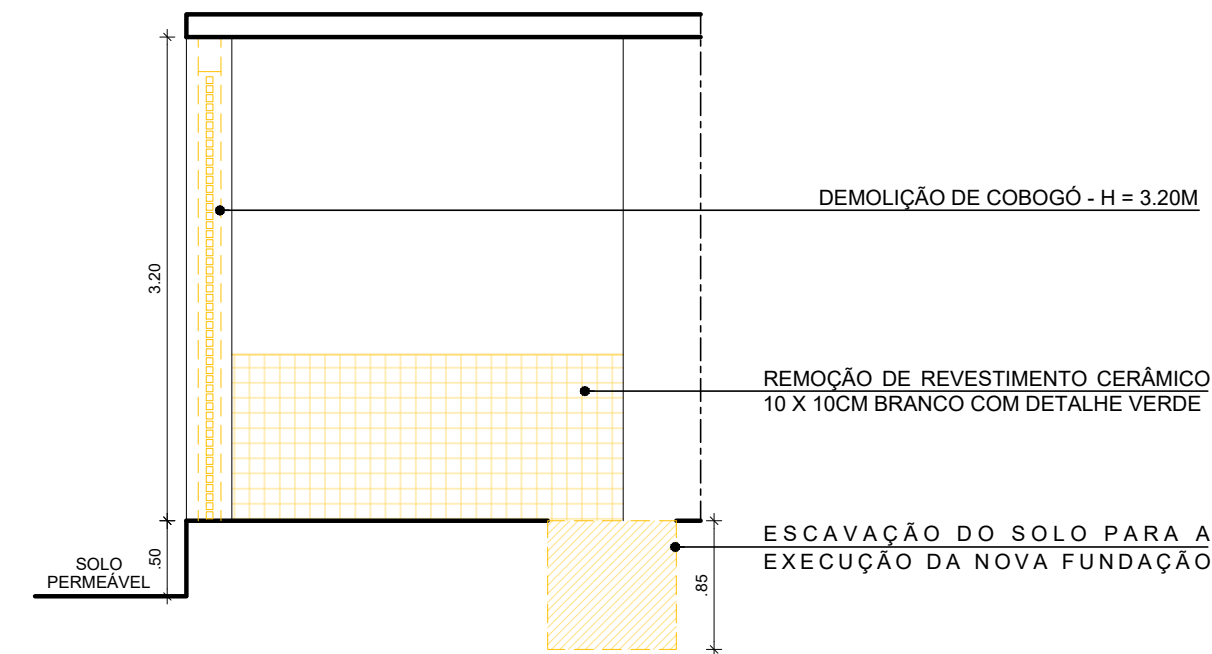 DEMOLIÇÃO DE COBOGÓ - H = 3.20M
3.20
REMOÇÃO DE REVESTIMENTO CERÂMICO
10 X 10CM BRANCO COM DETALHE VERDE
ESCAVAÇÃO DO SOLO PARA A
EXECUÇÃO DA NOVA FUNDAÇÃO
.50
SOLO
PERMEÁVEL
.85